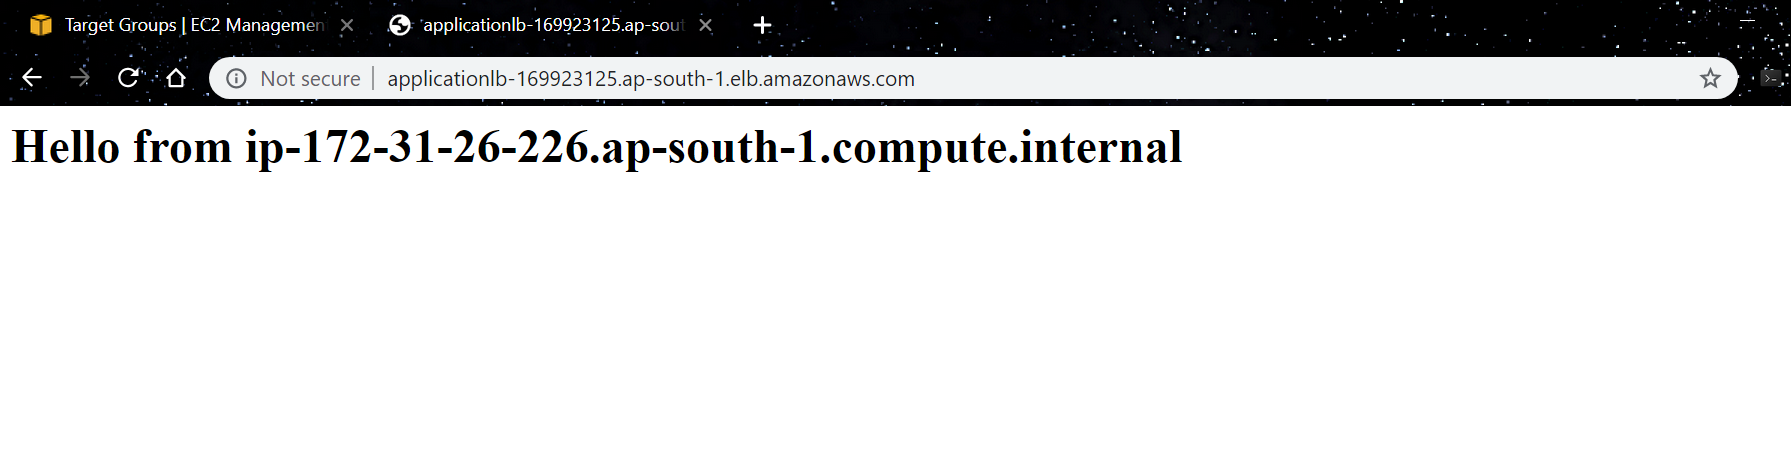 Target Groups | EC2 Managemen
applicationlb-169923125.ap-sout
Not secure applicationlb-169923125.ap-south-1.elb.amazonaws.com
Hello from ip-172-31-26-226.ap-south-1.compute.internal